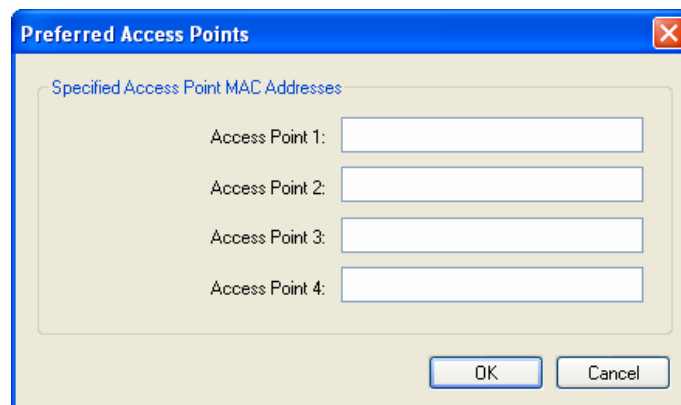 Preferred Access Points
Specified Access Point MAC Addresses
Access Point 1:
Access Point 2:
Access Point 3:
Access Point 4:
OK Cancel